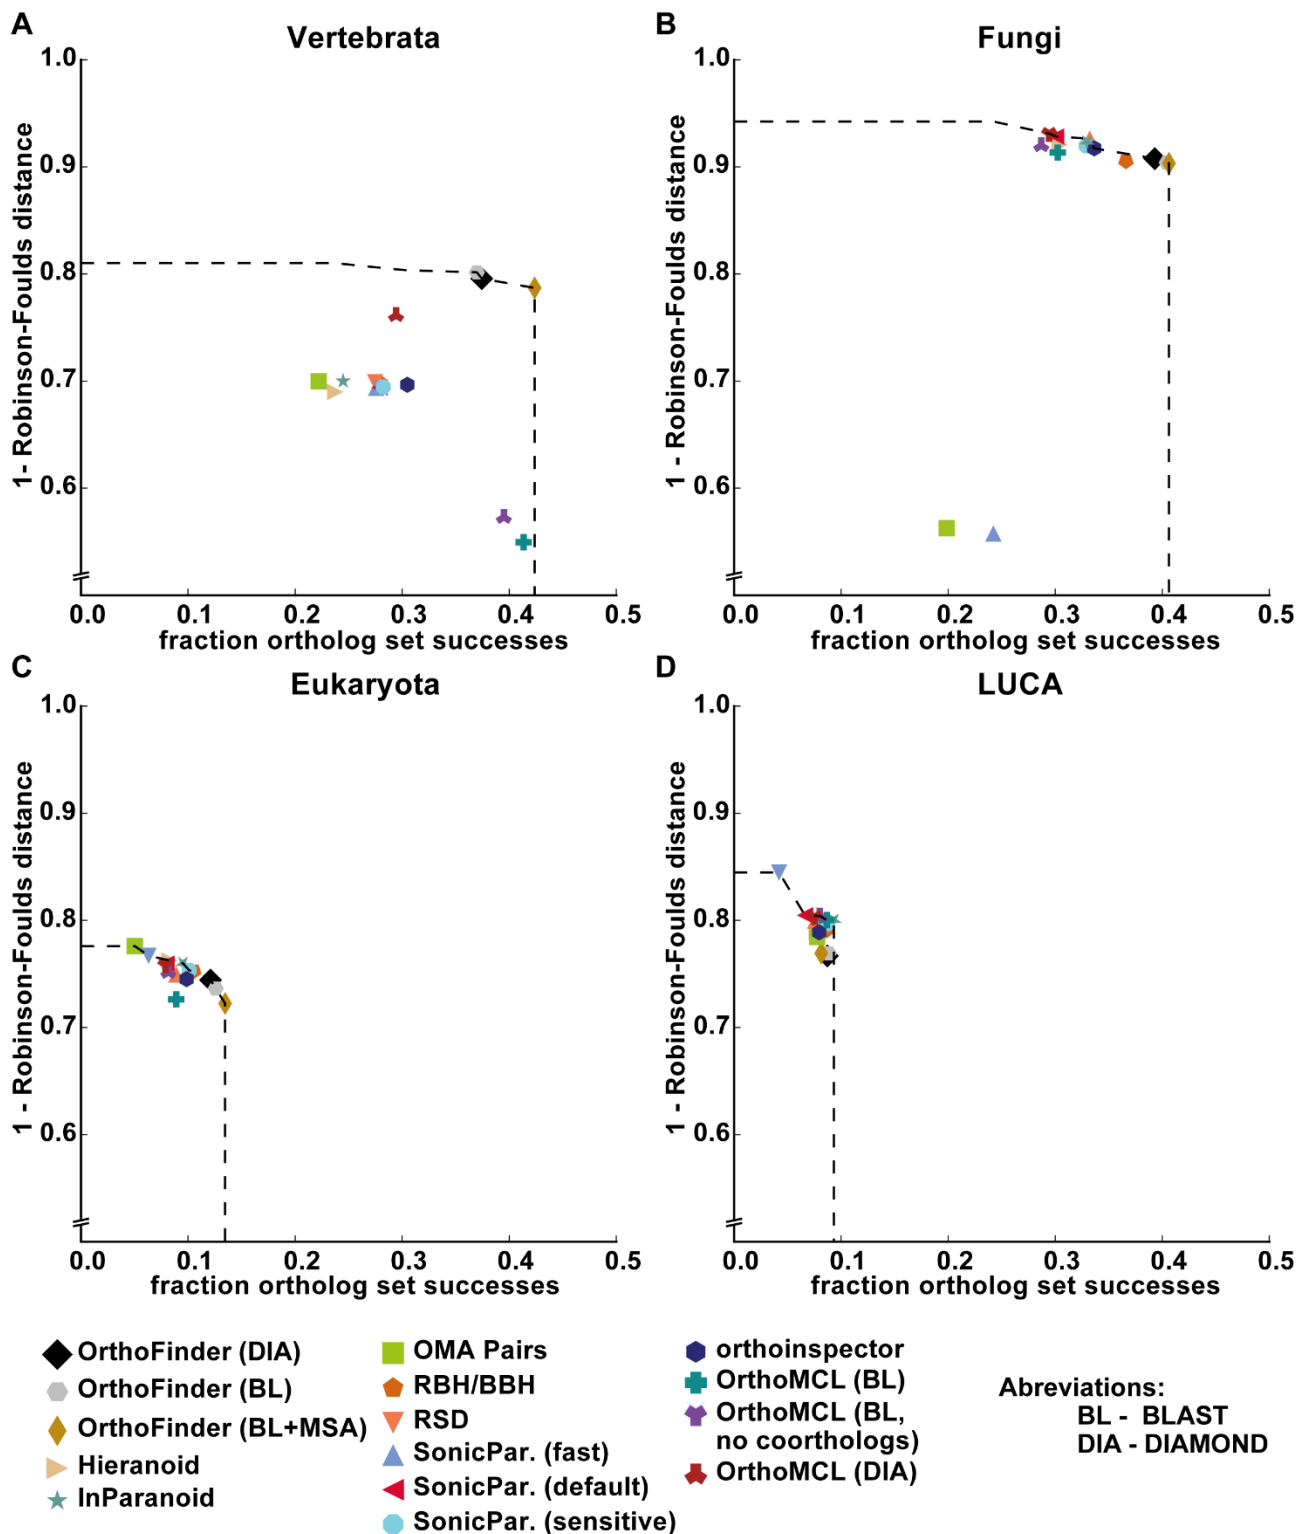 A
Vertebrata
1.0
0.9
0.8
0.7
0.6
1- Robinson-Foulds distance
0.0 0.1 0.2 0.3 0.4 0.5
fraction ortholog set successes
B
Fungi
1.0
0.9
0.8
0.7
0.6
1 - Robinson-Foulds distance
0.0 0.1 0.2 0.3 0.4 0.5
fraction ortholog set successes
C
Eukaryota
1.0
0.9
0.8
0.7
0.6
1 - Robinson-Foulds distance
0.0 0.1 0.2 0.3 0.4 0.5
fraction ortholog set successes
D
LUCA
1.0
0.9
0.8
0.7
0.6
1 - Robinson-Foulds distance
0.0 0.1 0.2 0.3 0.4 0.5
fraction ortholog set successes
OrthoFinder (DIA)
OrthoFinder (BL)
OrthoFinder (BL+MSA)
Hieranoid
InParanoid
OMA Pairs
RBH/BBH
RSD
SonicPar. (fast)
SonicPar. (default)
SonicPar. (sensitive)
orthoinspector
OrthoMCL (BL)
OrthoMCL (BL,
no coorthologs)
OrthoMCL (DIA)
Abreviations:
BL - BLAST
DIA - DIAMOND